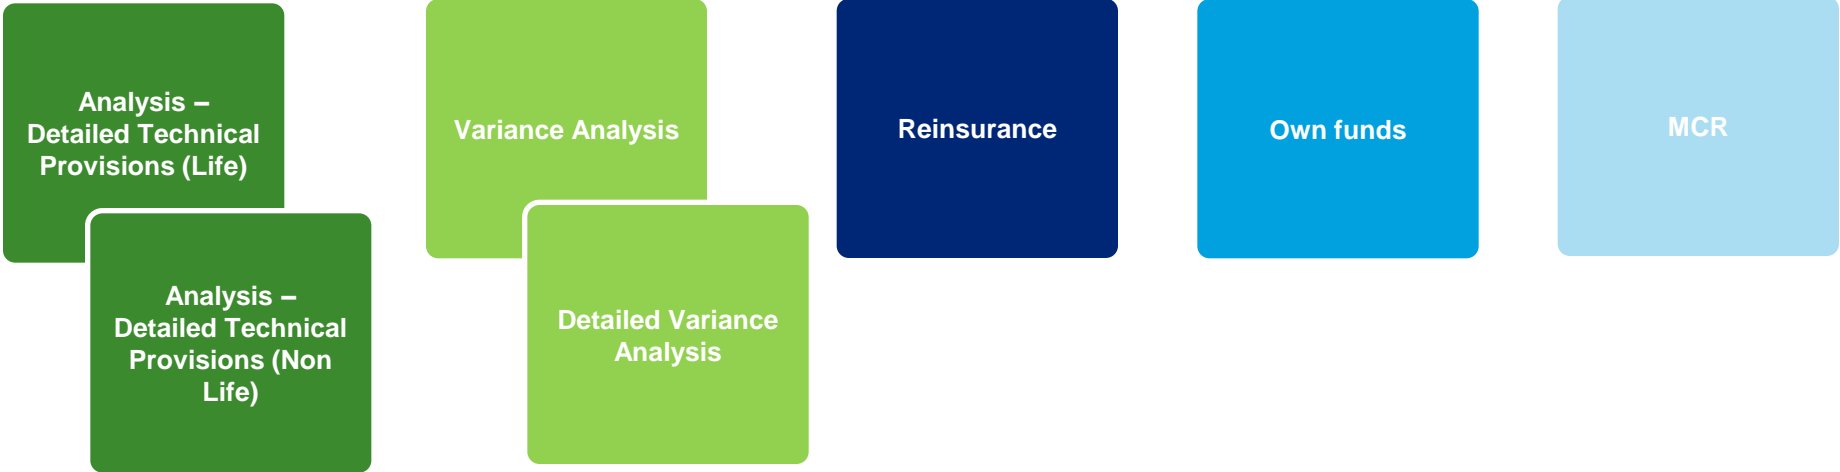 Analysis –
Detailed Technical
Provisions (Life)
Analysis –
Detailed Technical
Provisions (Non
Life)
Variance Analysis
Detailed Variance
Analysis
Reinsurance
Own funds
MCR